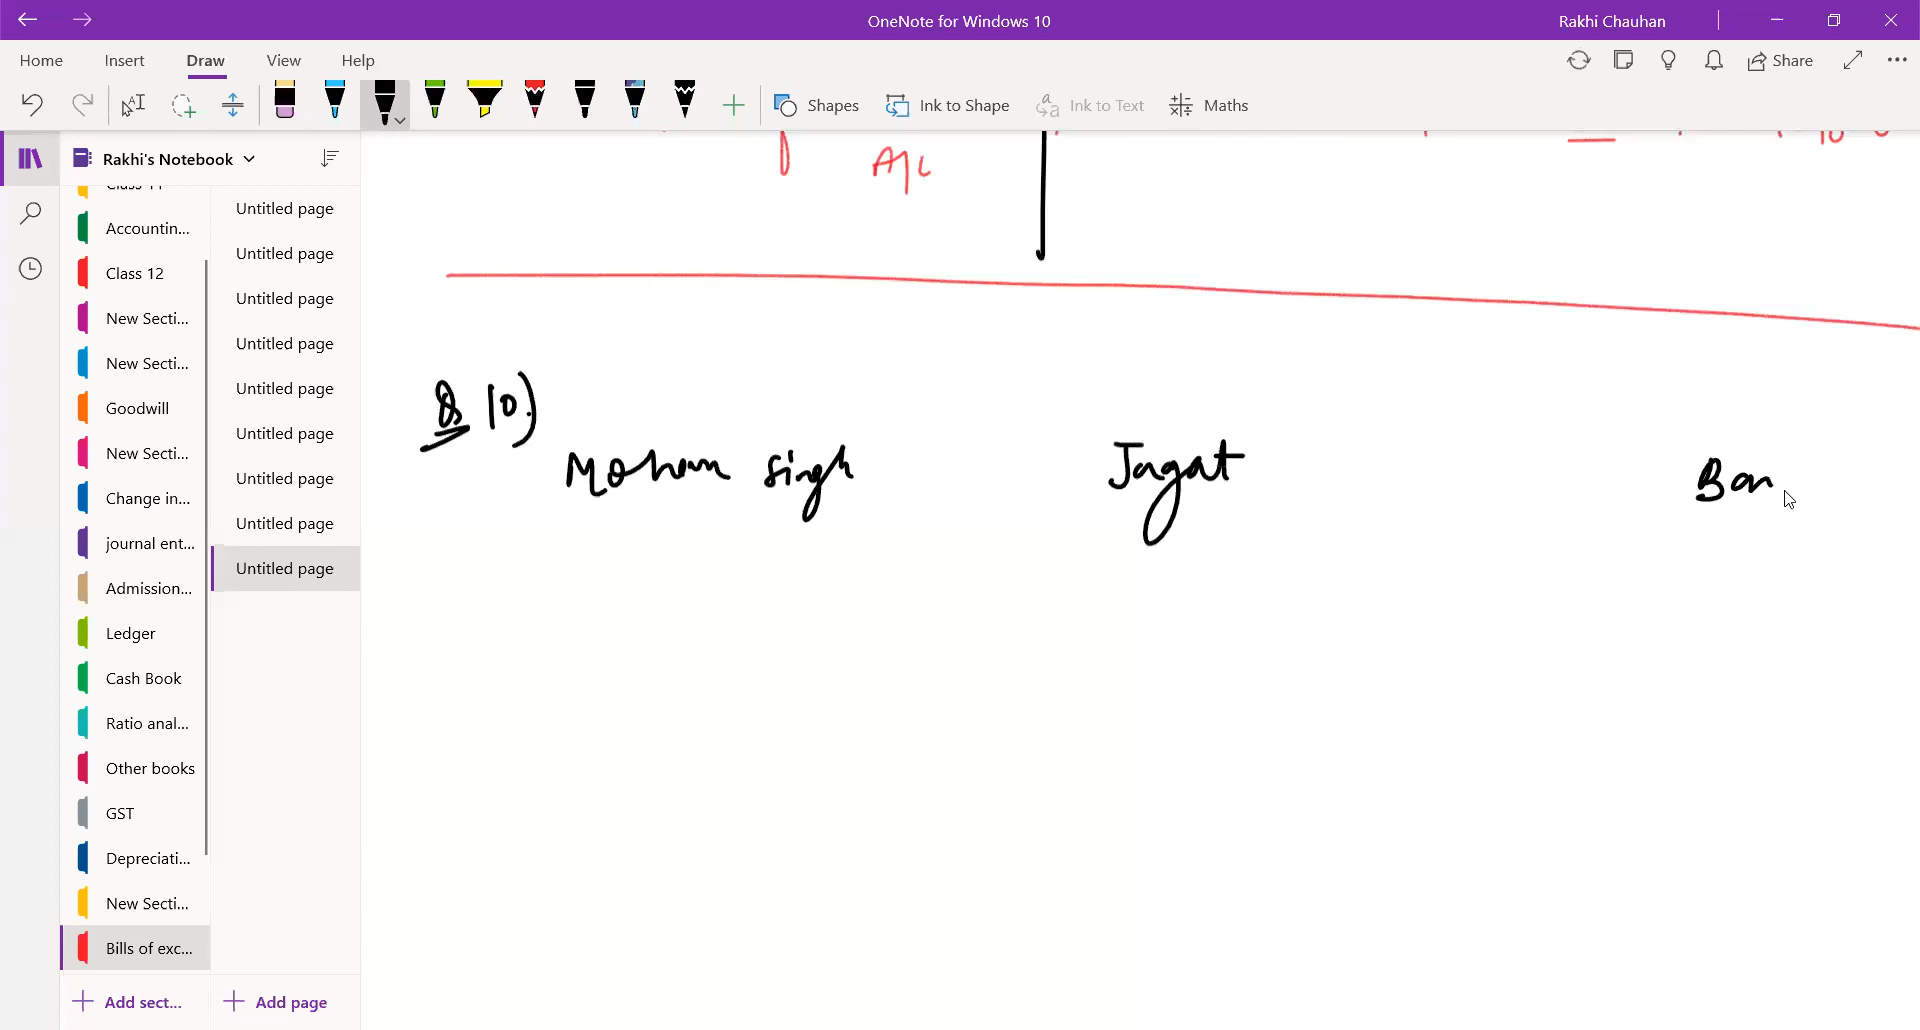 OneNote for Windows 10
Rakhi Chauhan
Home Insert Draw View Help
Share
Shapes Ink to Shape Ink to Text Maths
Rakhi's Notebook
Accountin...
Class 12
New Secti...
New Secti...
Goodwill
New Secti...
Change in...
journal ent...
Admission...
Ledger
Cash Book
Ratio anal...
Other books
GST
Depreciati...
New Secti...
Bills of exc...
Add sect...
Untitled page
Untitled page
Untitled page
Untitled page
Untitled page
Untitled page
Untitled page
Untitled page
Untitled page
Add page
A/c
Q 10)
Mohan Singh Jagat Ban